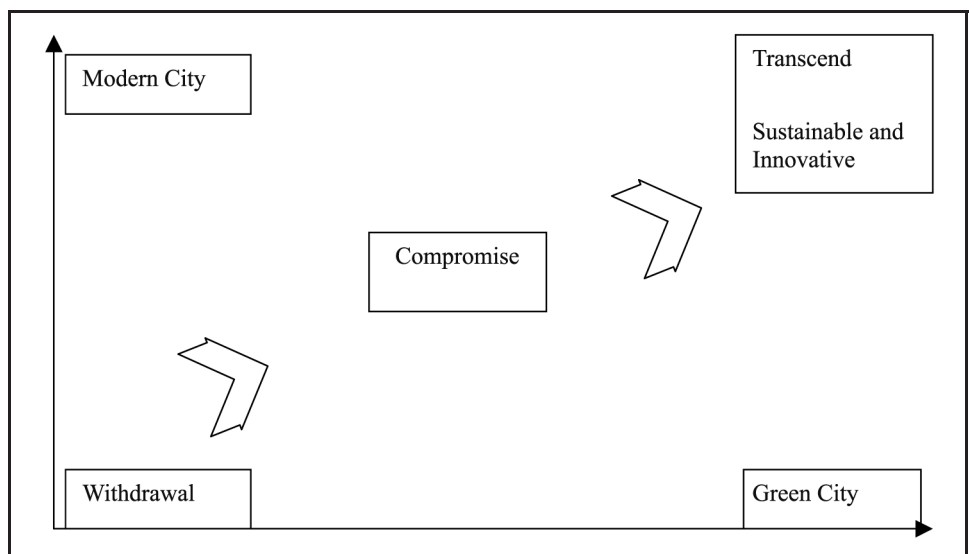 Modern City
Transcend
Sustainable and
Innovative
Compromise
Withdrawal
Green City